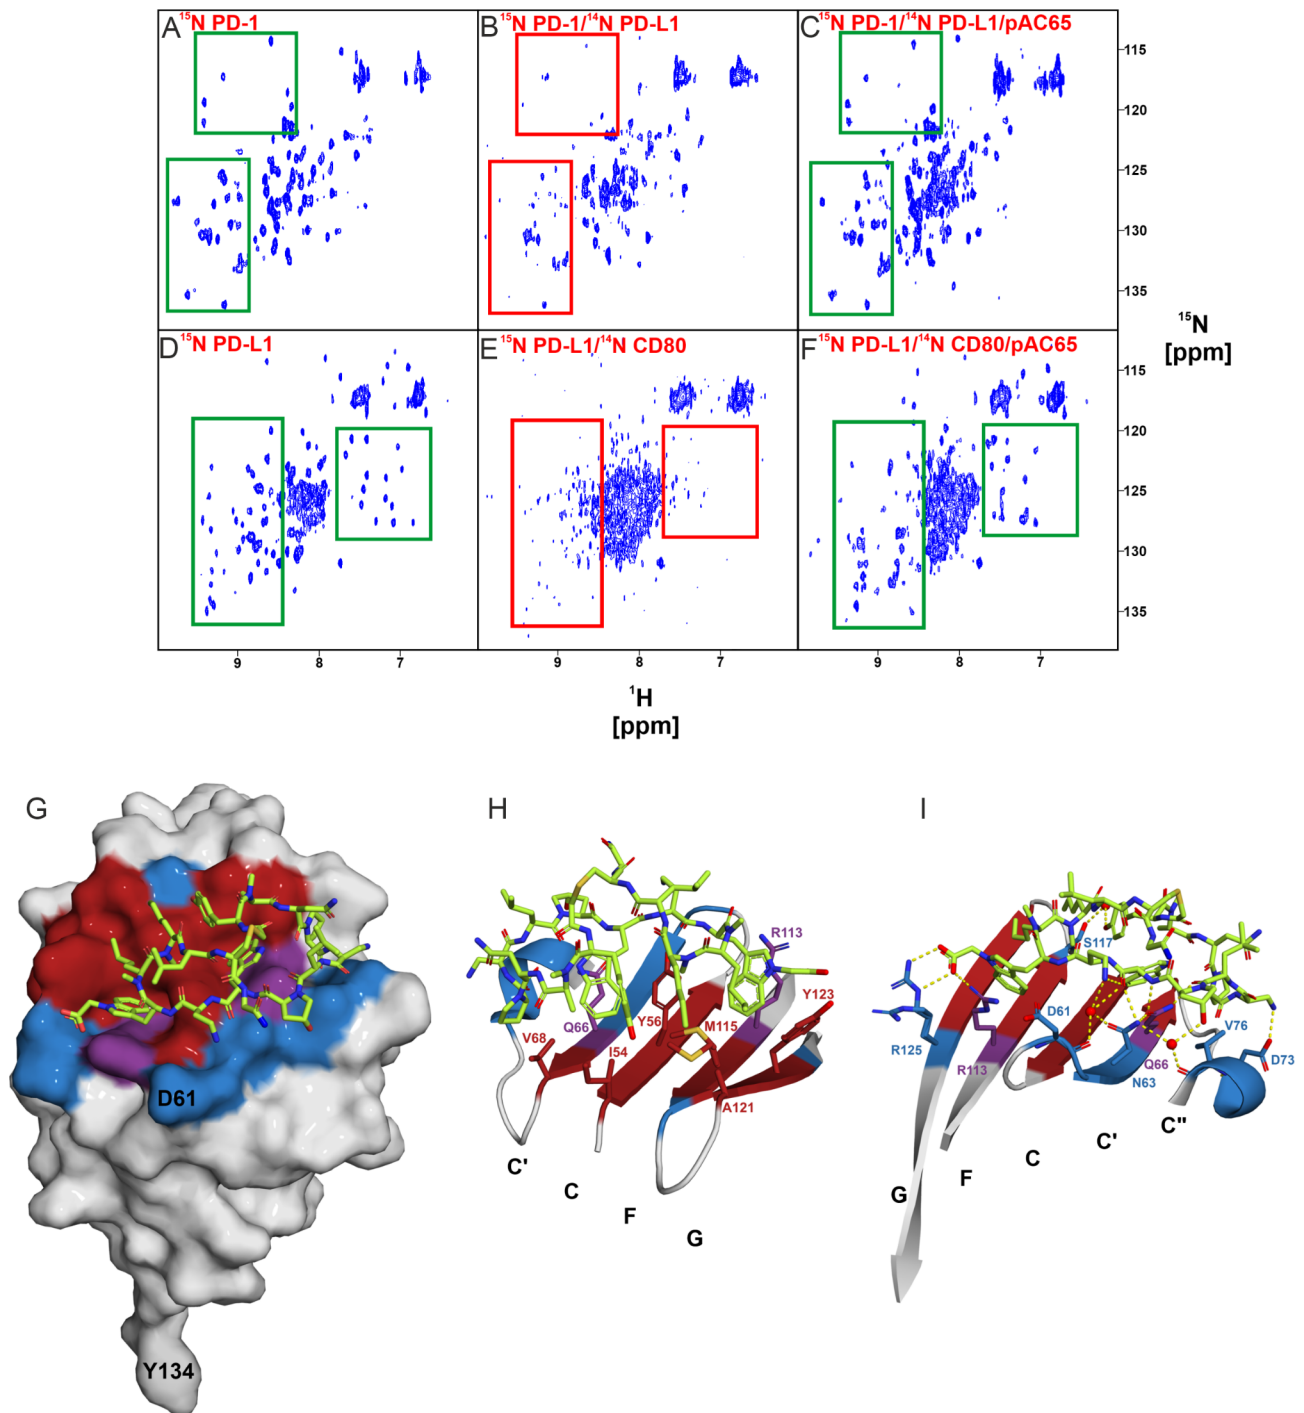 A ¹⁵N PD-1
B ¹⁵N PD-1/¹⁴N PD-L1
C ¹⁵N PD-1/¹⁴N PD-L1/pAC65
115
120
125
130
135
D ¹⁵N PD-L1
E ¹⁵N PD-L1/¹⁴N CD80
F ¹⁵N PD-L1/¹⁴N CD80/pAC65
115
120
125
130
135
¹⁵N
[ppm]
9 8 7
9 8 7
9 8 7
¹H
[ppm]
G
D61
Y134
H
R113
Y123
Q66
Y56
M115
V68
I54
A121
C'
C
F
G
I
S117
D61
V76
R125
R113
Q66
D73
N63
C"
C'
C
F
G